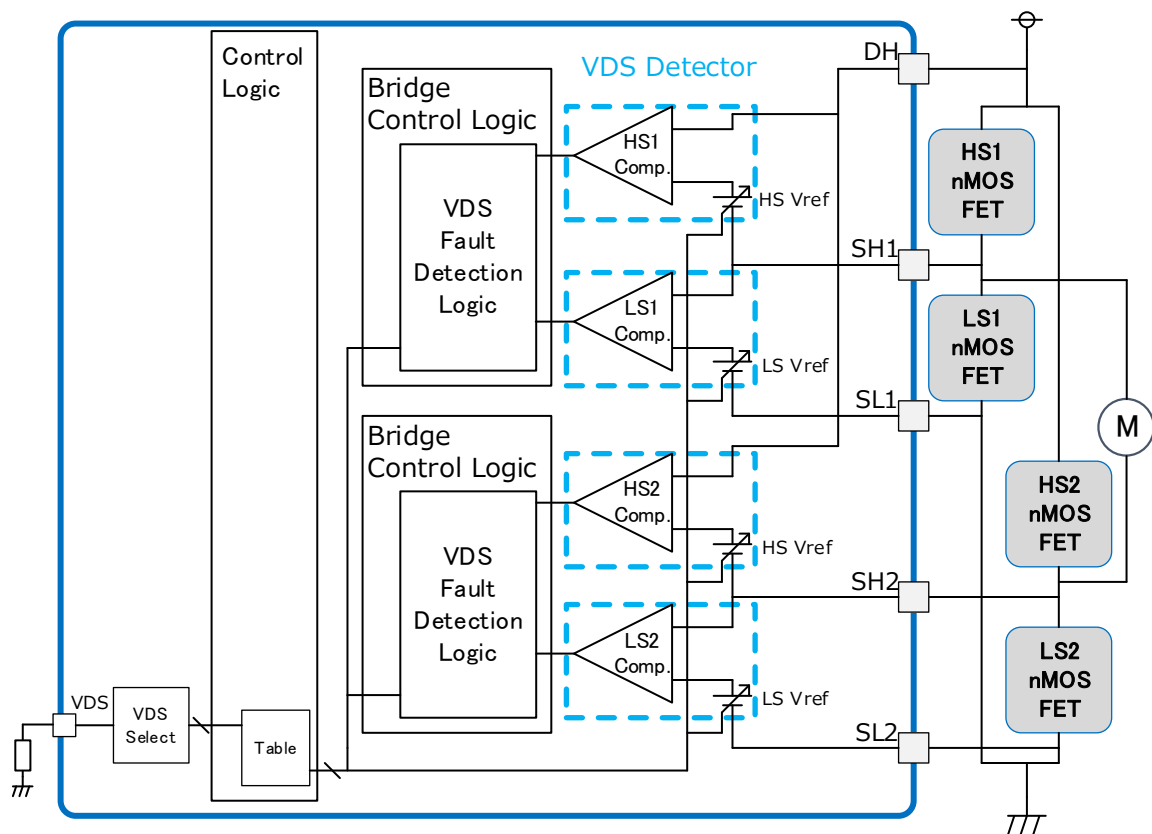 Control
Logic
Bridge
Control Logic
VDS
Fault
Detection
Logic
VDS Detector
HS1
Comp.
HS Vref
LS1
Comp.
LS Vref
Bridge
Control Logic
VDS
Fault
Detection
Logic
HS2
Comp.
HS Vref
LS2
Comp.
LS Vref
DH
SH1
SL1
SH2
SL2
HS1
nMOS
FET
LS1
nMOS
FET
M
HS2
nMOS
FET
LS2
nMOS
FET
VDS
VDS
Select
Table